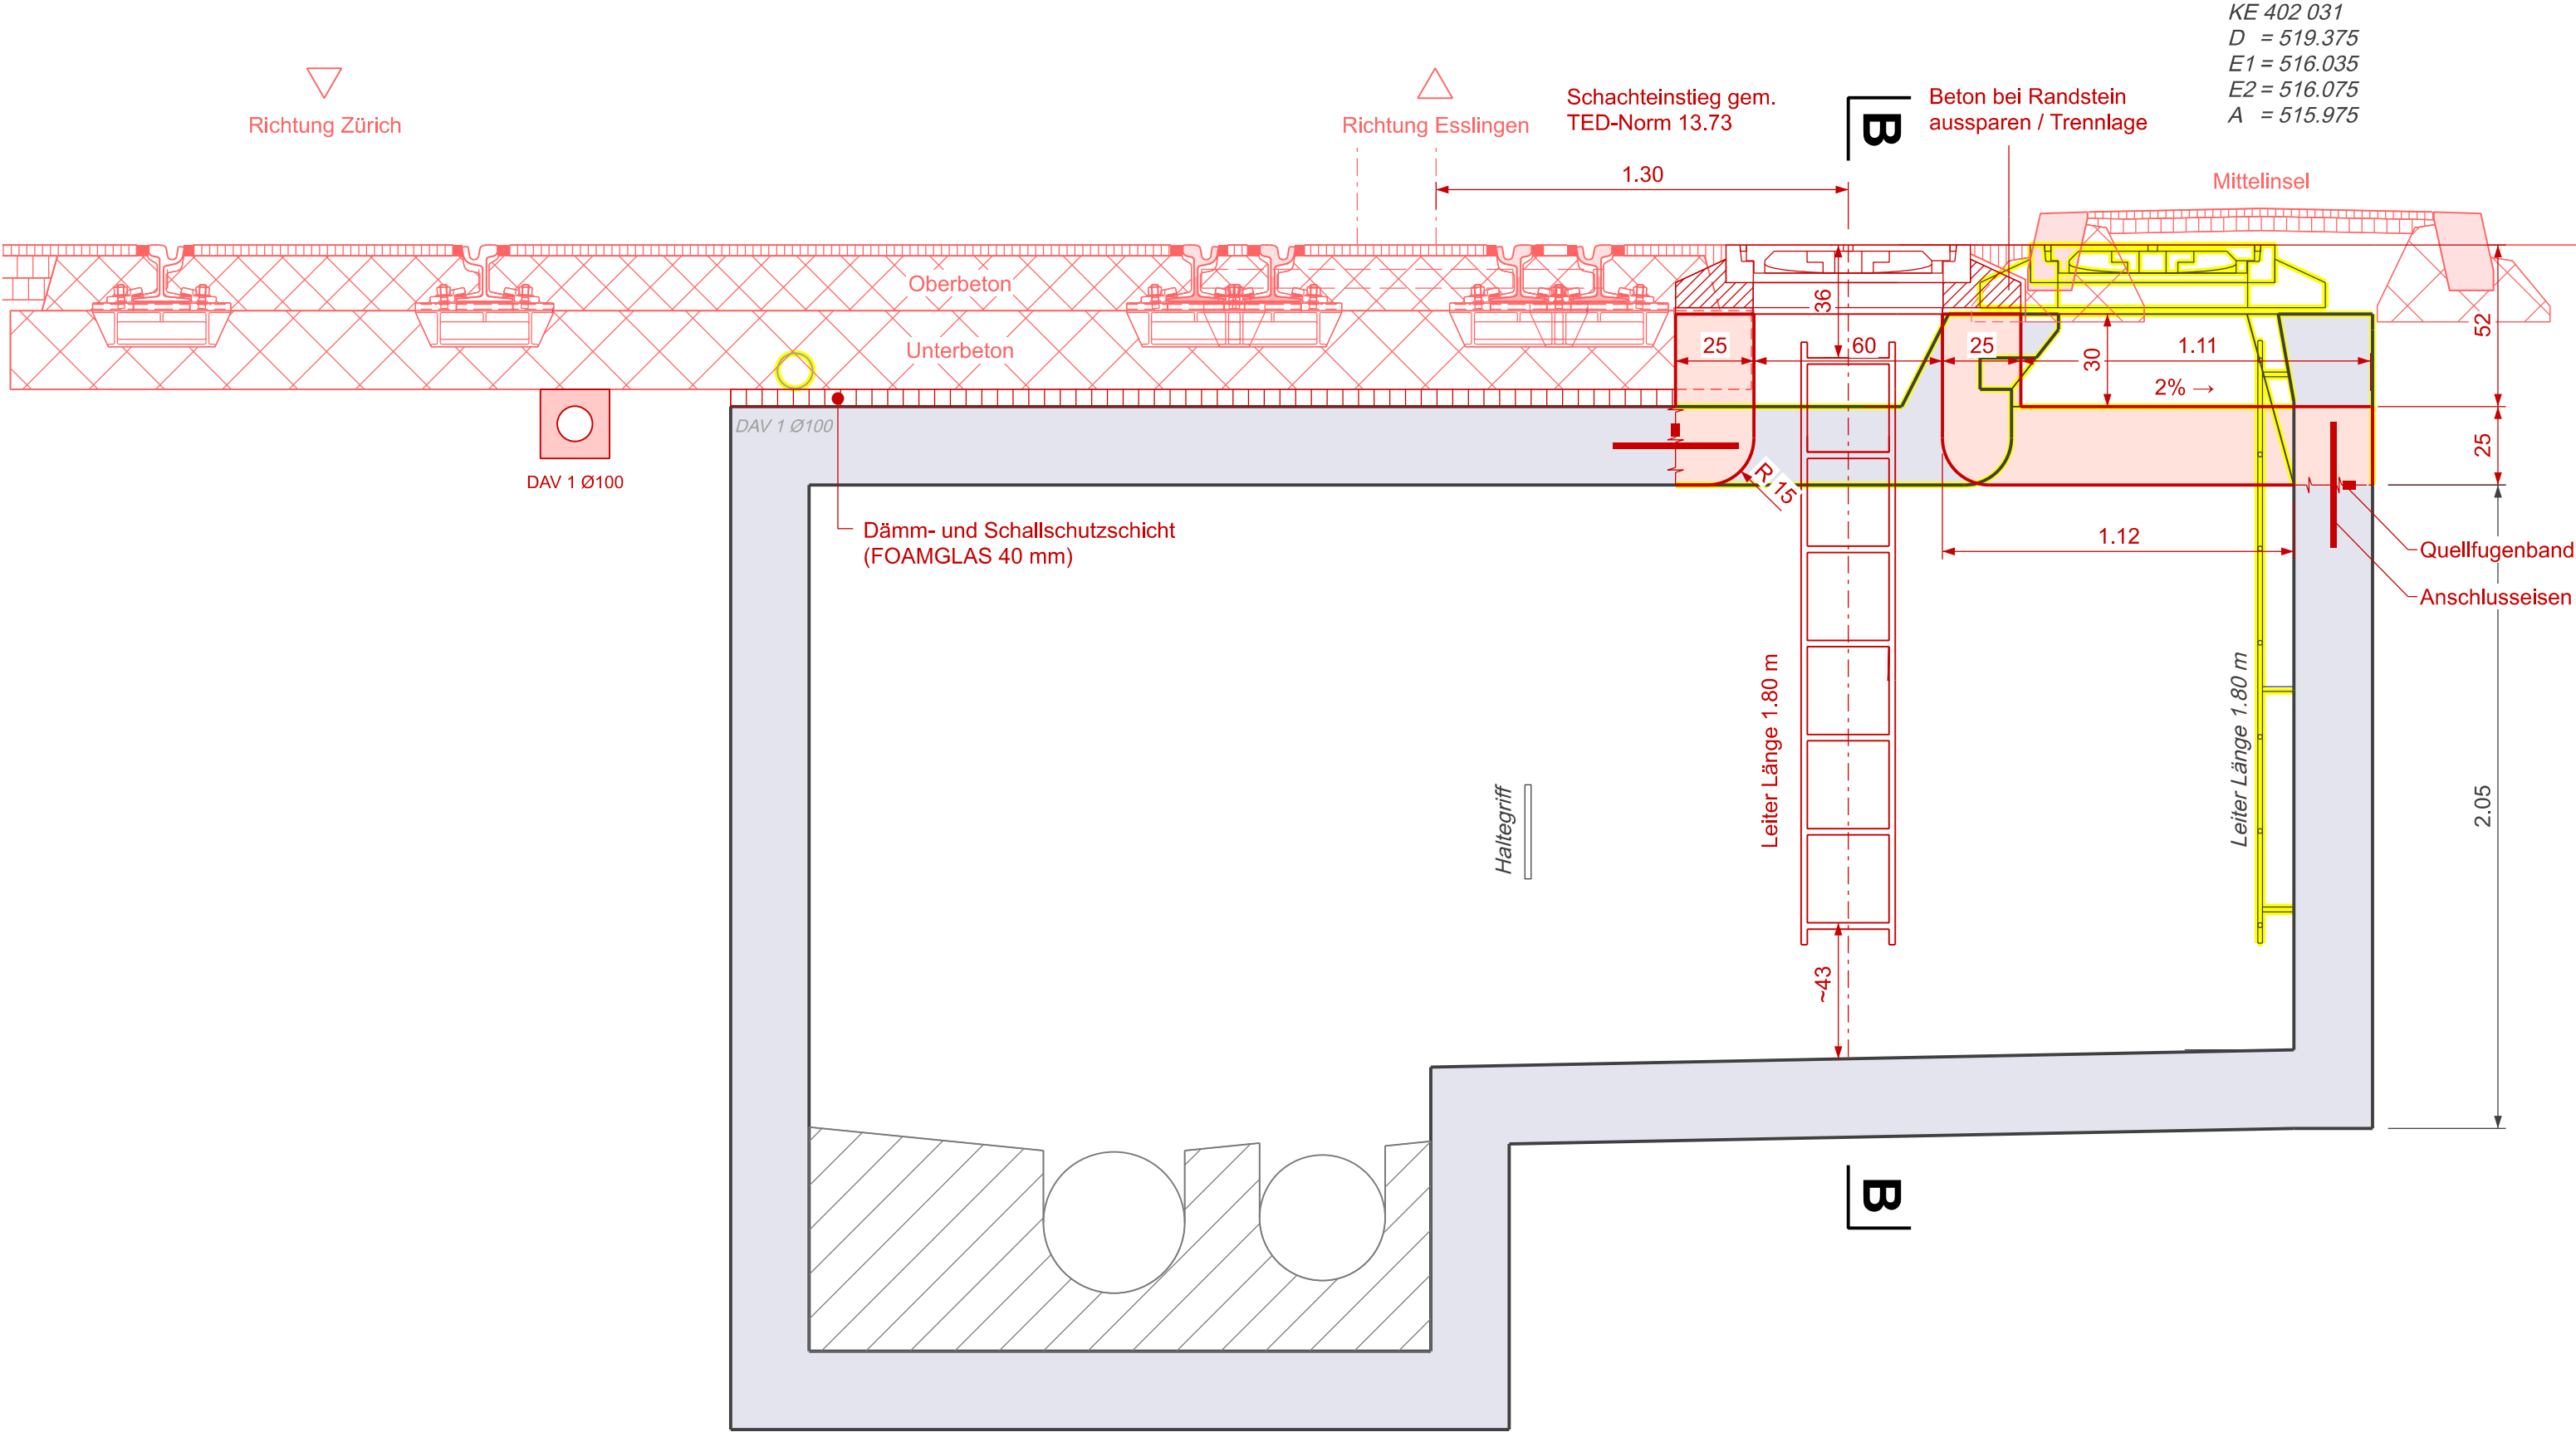 KE 402 031
D = 519.375
E1 = 516.035
E2 = 516.075
A = 515.975
Richtung Zürich
Richtung Esslingen
Schachteinstieg gem.
TED-Norm 13.73
B
Beton bei Randstein
aussparen / Trennlage
1.30
Mittelinsel
Oberbeton
Unterbeton
36
52
25
60
25
30
1.11
2% →
DAV 1 Ø100
DAV 1 Ø100
R 15
25
Dämm- und Schallschutzschicht
(FOAMGLAS 40 mm)
1.12
Quellfugenband
Anschlusseisen
Leiter Länge 1.80 m
Leiter Länge 1.80 m
Haltegriff
2.05
~43
B